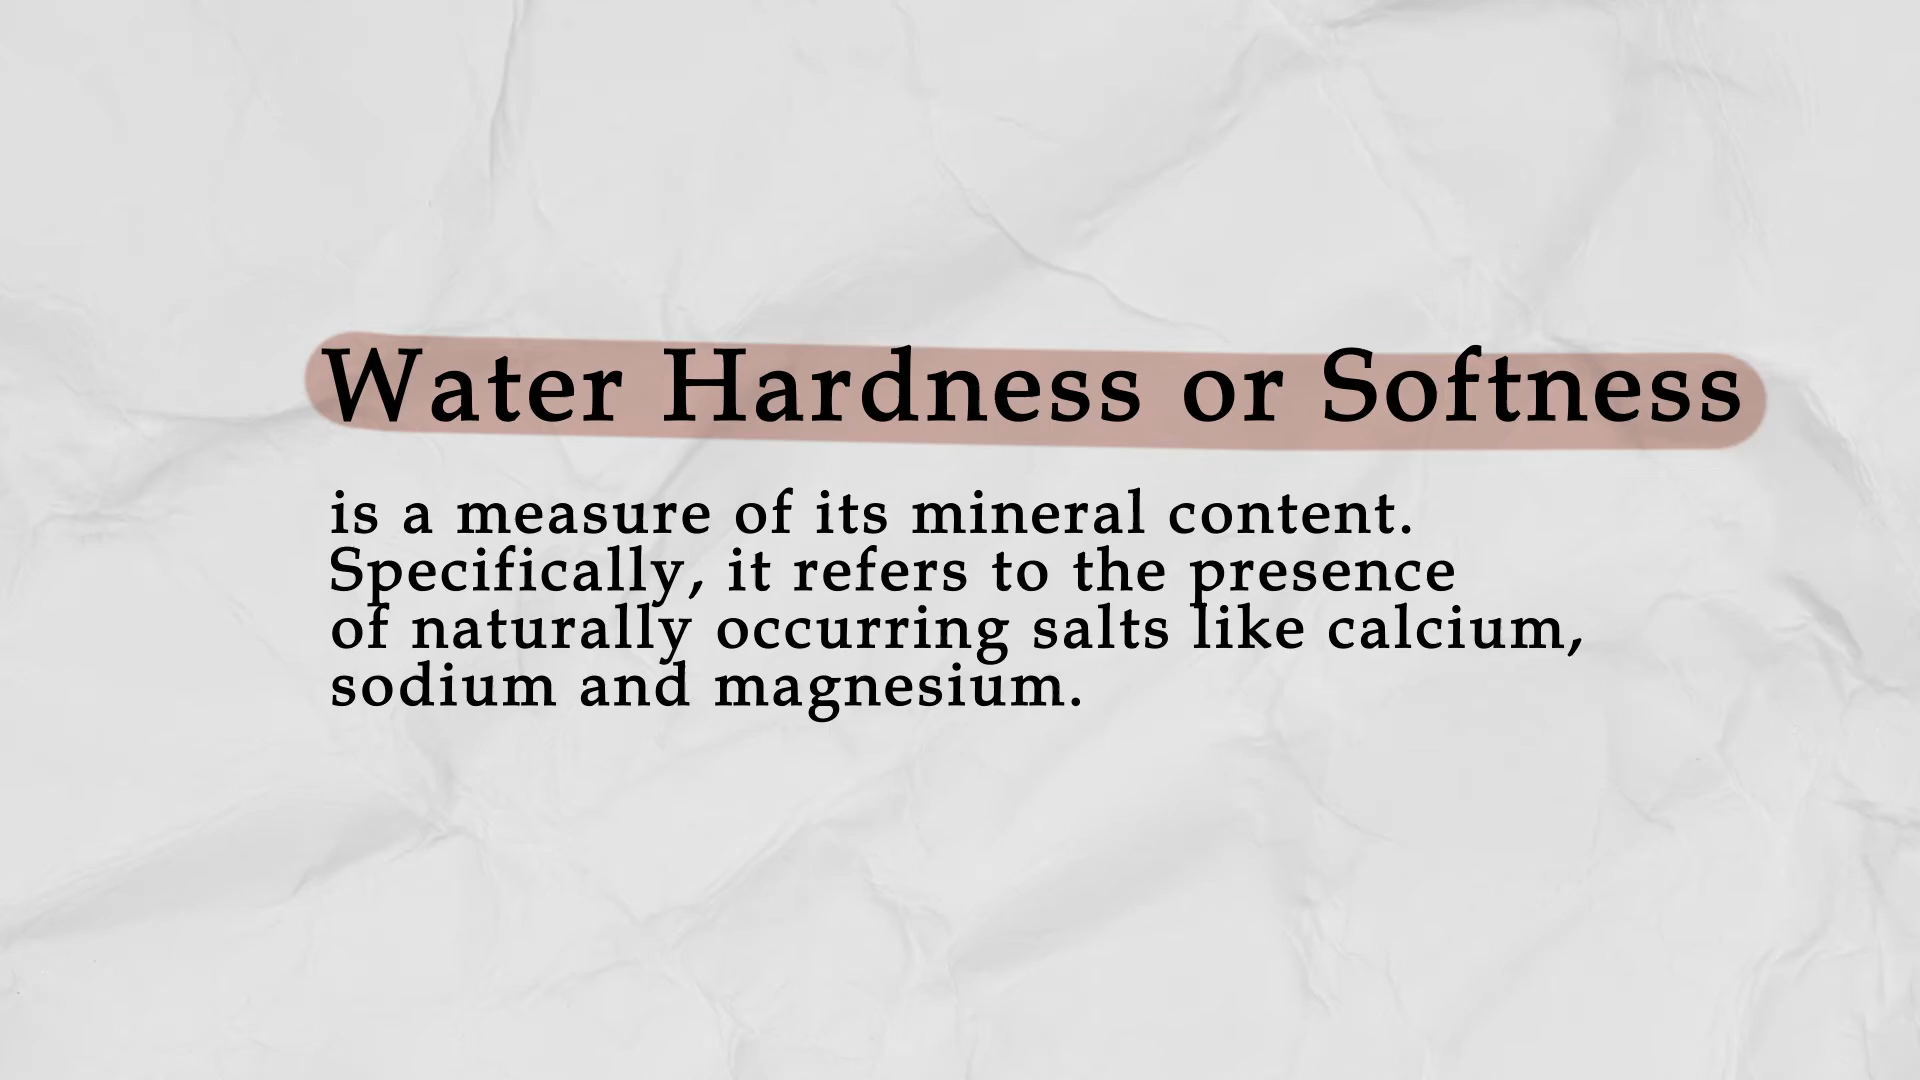 Water Hardness or Softness
is a measure of its mineral content.
Specifically, it refers to the presence
of naturally occurring salts like calcium,
sodium and magnesium.